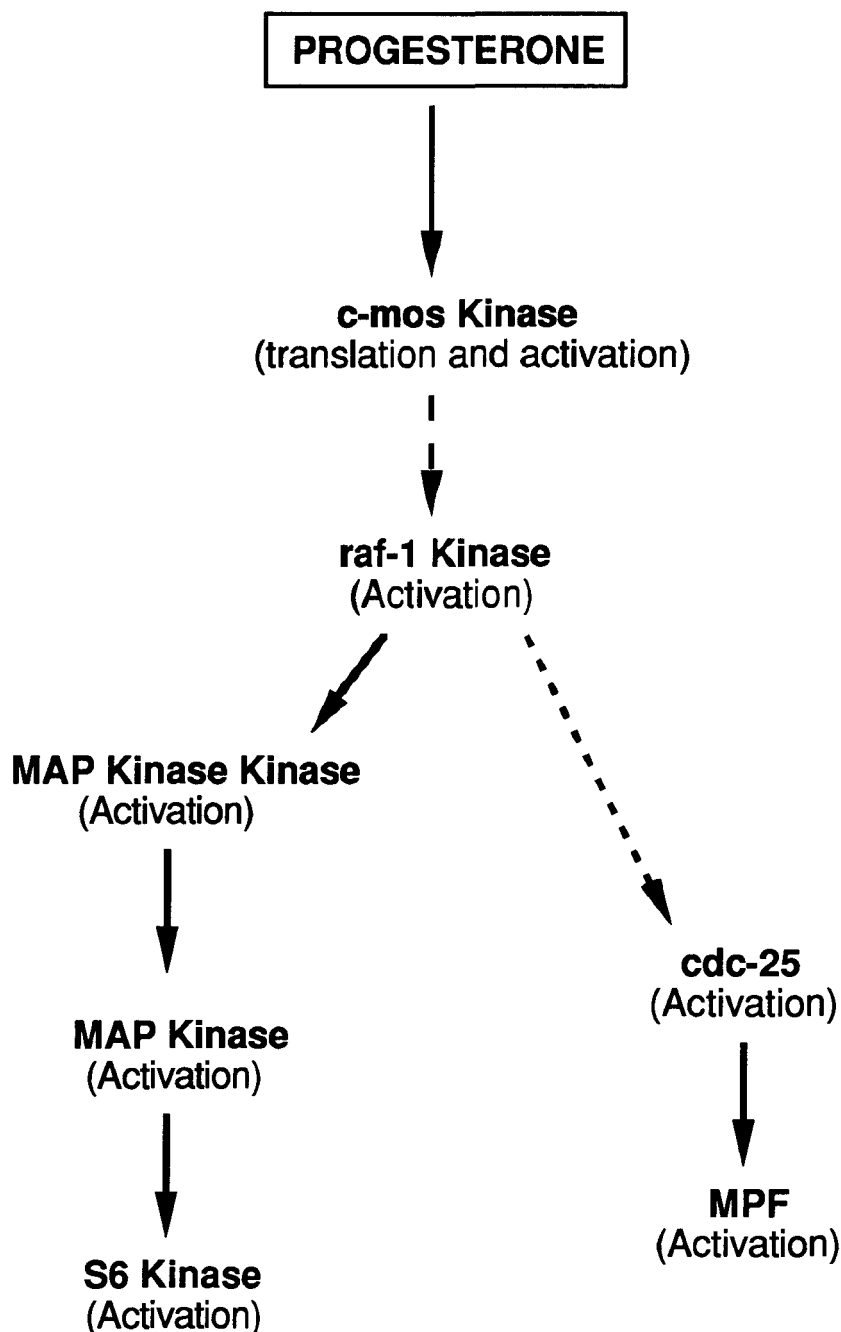 PROGESTERONE
c-mos Kinase
(translation and activation)
raf-1 Kinase
(Activation)
MAP Kinase Kinase
(Activation)
cdc-25
(Activation)
MAP Kinase
(Activation)
MPF
(Activation)
S6 Kinase
(Activation)